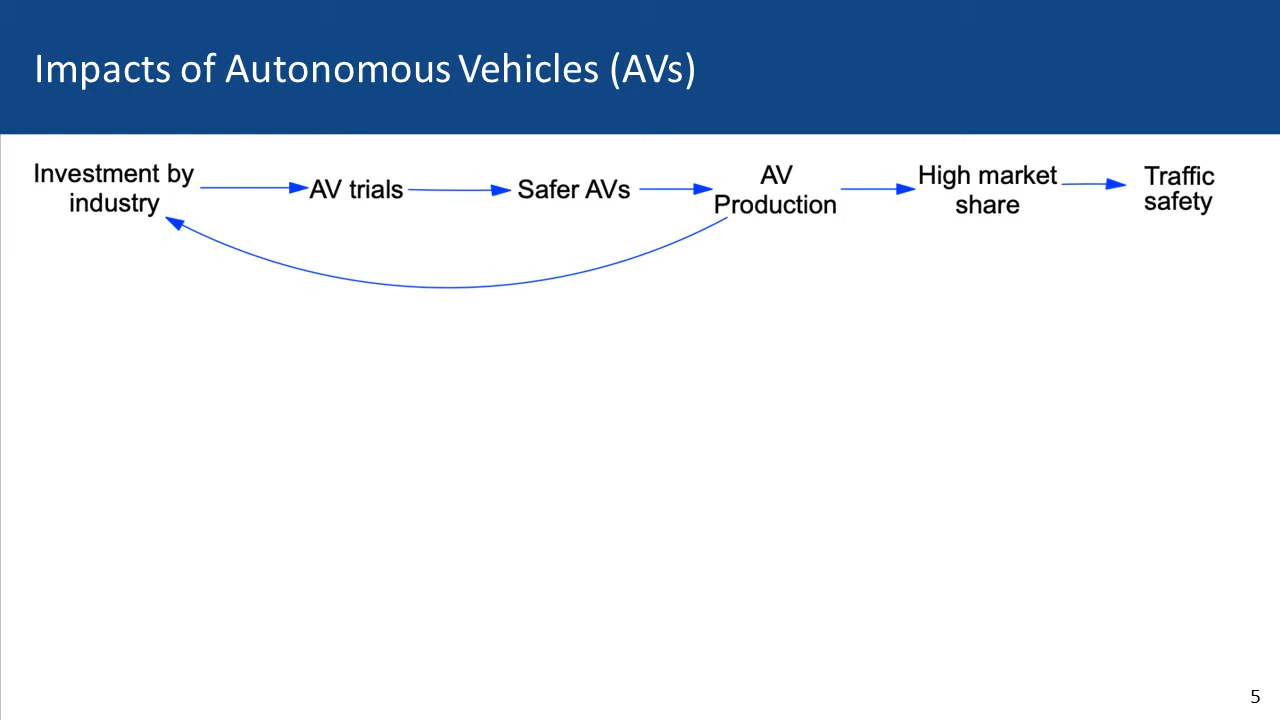 Impacts of Autonomous Vehicles (AVs)
Investment by
industry
AV trials
Safer AVs
AV
Production
High market
share
Traffic
safety
5